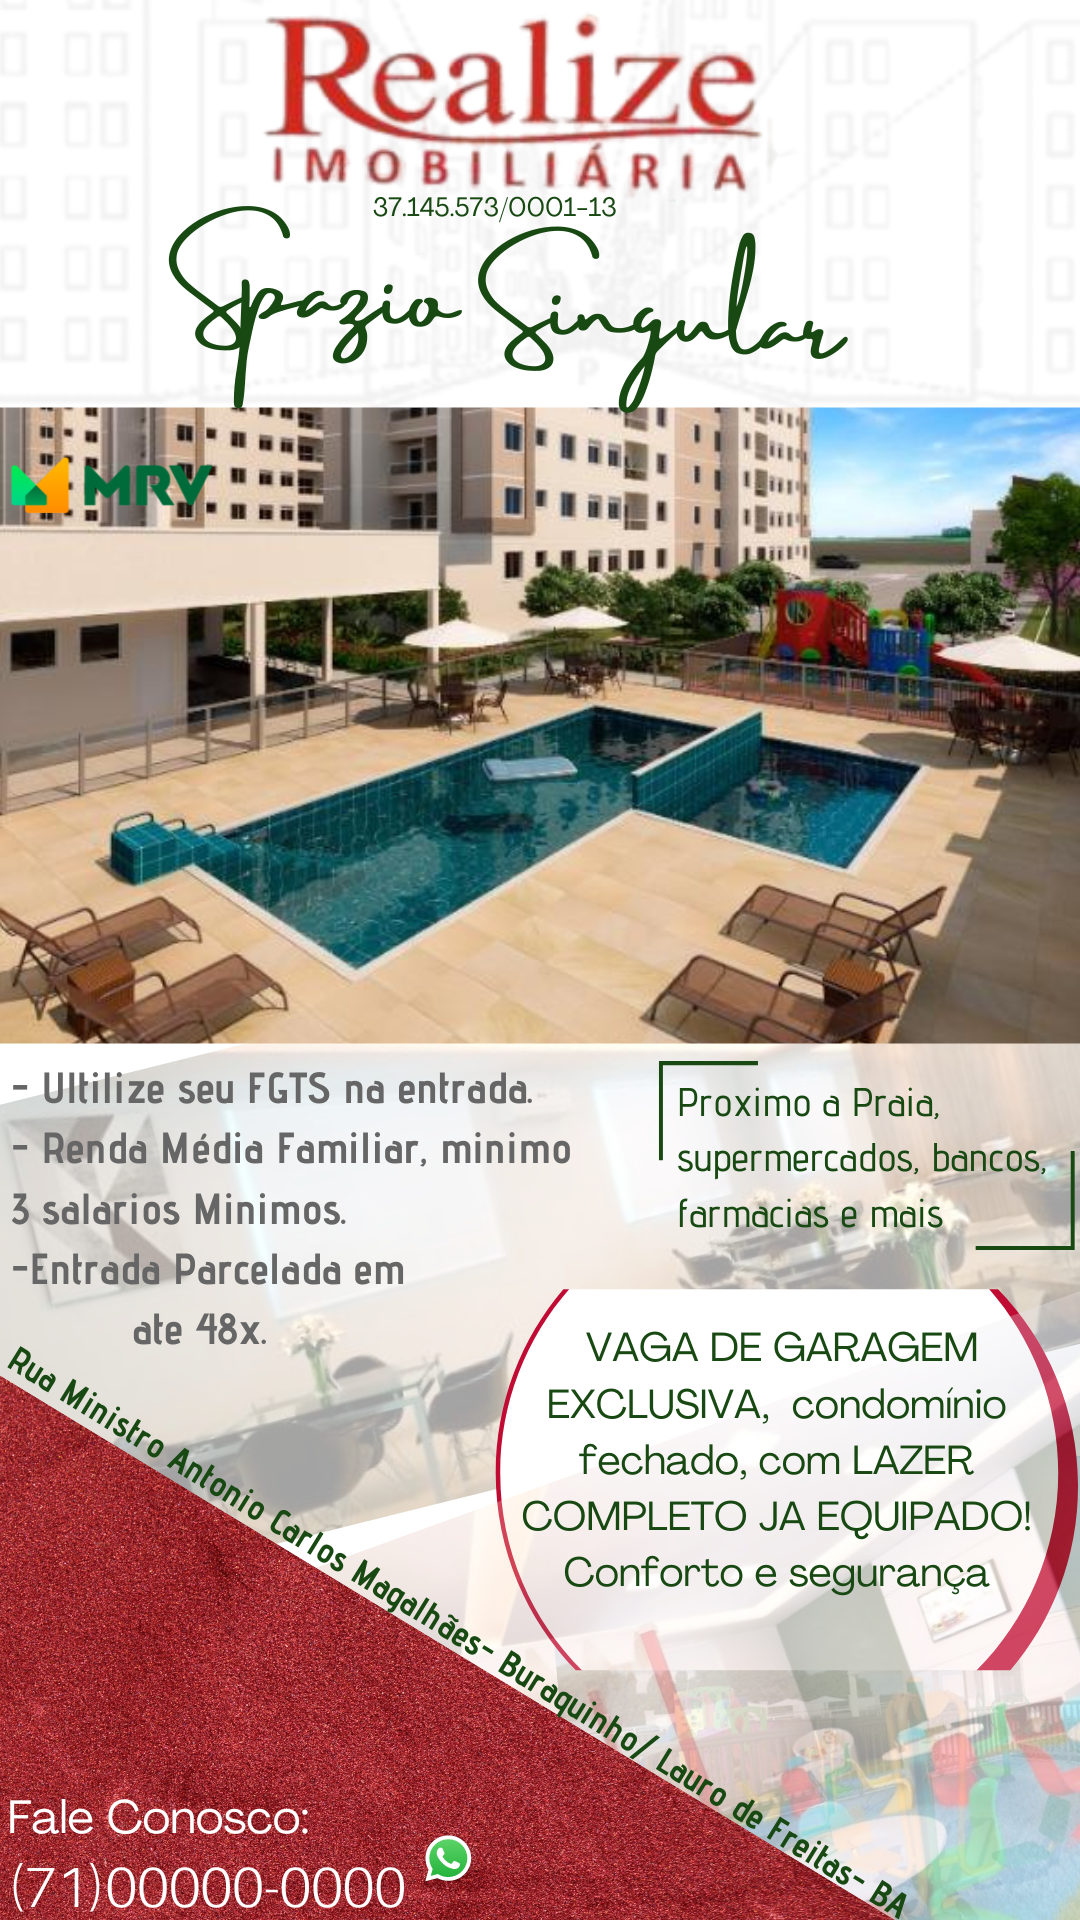 Realize
IMOBILIÁRIA
37.145.573/0001-13
Spazio Singular
MRV
- Ultilize seu FGTS na entrada.
- Renda Média Familiar, minimo
3 salarios Minimos.
-Entrada Parcelada em
ate 48x.
Proximo a Praia,
supermercados, bancos,
farmacias e mais
VAGA DE GARAGEM
EXCLUSIVA, condomínio
fechado, com LAZER
COMPLETO JA EQUIPADO!
Conforto e segurança
Rua Ministro Antonio Carlos Magalhães- Buraquinho/ Lauro de Freitas- BA
Fale Conosco:
(71)00000-0000